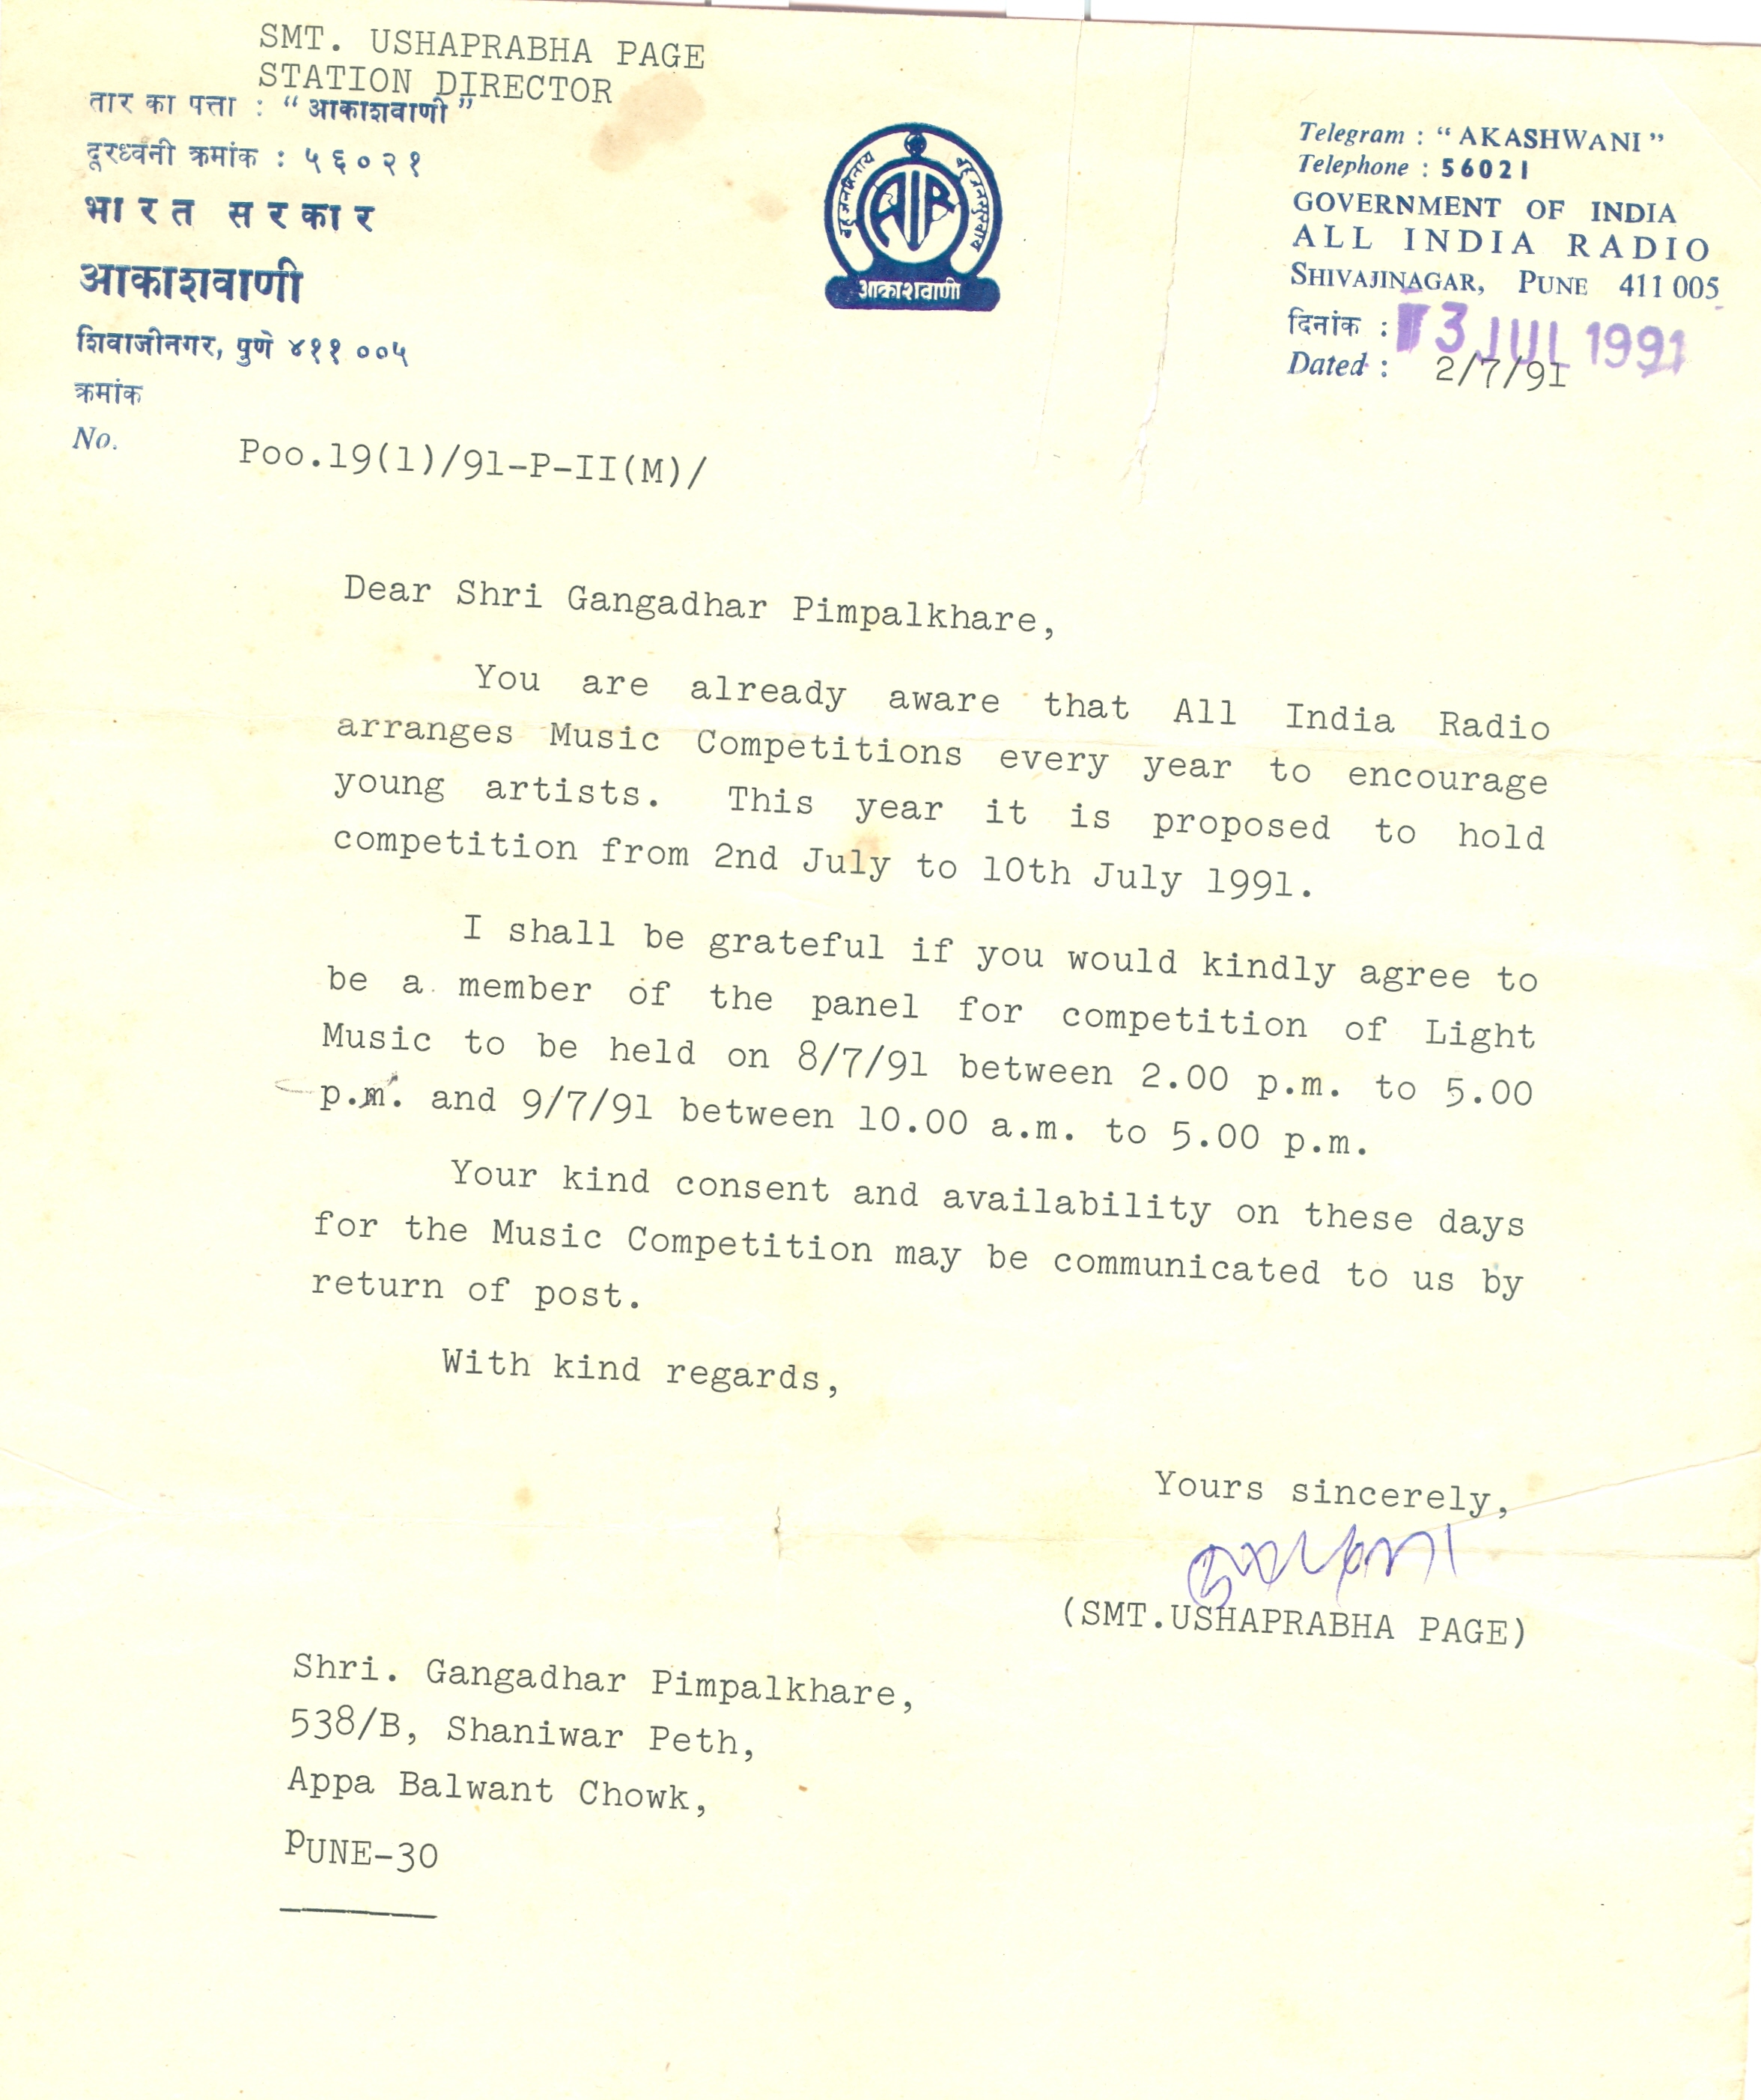 SMT. USHAPRABHA PAGE
STATION DIRECTOR
तार का पत्ता : “आकाशवाणी”
दूरध्वनी क्रमांक : ५६०२१
भारत सरकार
आकाशवाणी
शिवाजीनगर, पुणे ४११ ००५
क्रमांक
No. Poo.19(1)/91-P-II(M)/
बहुजनहिताय बहुजनसुखाय
AIR
आकाशवाणी
Telegram : “AKASHWANI”
Telephone : 56021
GOVERNMENT OF INDIA
ALL INDIA RADIO
SHIVAJINAGAR, PUNE 411 005
दिनांक : 3 JUL 1991
Dated : 2/7/91
Dear Shri Gangadhar Pimpalkhare,
You are already aware that All India Radio
arranges Music Competitions every year to encourage
young artists. This year it is proposed to hold
competition from 2nd July to 10th July 1991.
I shall be grateful if you would kindly agree to
be a member of the panel for competition of Light
Music to be held on 8/7/91 between 2.00 p.m. to 5.00
p.m. and 9/7/91 between 10.00 a.m. to 5.00 p.m.
Your kind consent and availability on these days
for the Music Competition may be communicated to us by
return of post.
With kind regards,
Yours sincerely,
(SMT.USHAPRABHA PAGE)
Shri. Gangadhar Pimpalkhare,
538/B, Shaniwar Peth,
Appa Balwant Chowk,
PUNE-30